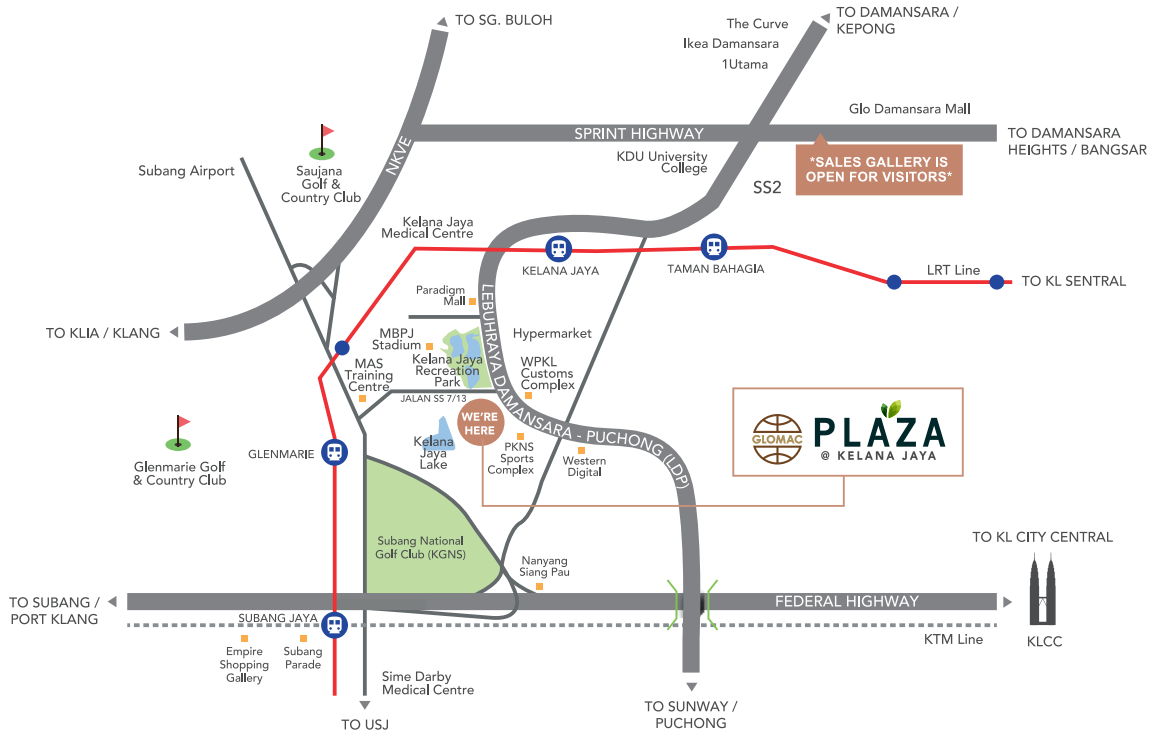 TO SG. BULOH
TO DAMANSARA /
KEPONG
The Curve
Ikea Damansara
1Utama
Glo Damansara Mall
SPRINT HIGHWAY
TO DAMANSARA
HEIGHTS / BANGSAR
NKVE
KDU University
College
*SALES GALLERY IS
OPEN FOR VISITORS*
SS2
Subang Airport
Saujana
Golf &
Country Club
Kelana Jaya
Medical Centre
KELANA JAYA
TAMAN BAHAGIA
LRT Line
TO KL SENTRAL
Paradigm
Mall
TO KLIA / KLANG
MBPJ
Stadium
Hypermarket
Kelana Jaya
Recreation
Park
WPKL
Customs
Complex
MAS
Training
Centre
JALAN SS 7/13
LEBUHRAYA DAMANSARA - PUCHONG (LDP)
WE'RE
HERE
GLOMAC
PLAZA
@ KELANA JAYA
Kelana
Jaya
Lake
PKNS
Sports
Complex
Western
Digital
GLENMARIE
Glenmarie Golf
& Country Club
Subang National
Golf Club (KGNS)
Nanyang
Siang Pau
TO KL CITY CENTRAL
TO SUBANG /
PORT KLANG
FEDERAL HIGHWAY
SUBANG JAYA
KTM Line
KLCC
Empire
Shopping
Gallery
Subang
Parade
Sime Darby
Medical Centre
TO USJ
TO SUNWAY /
PUCHONG